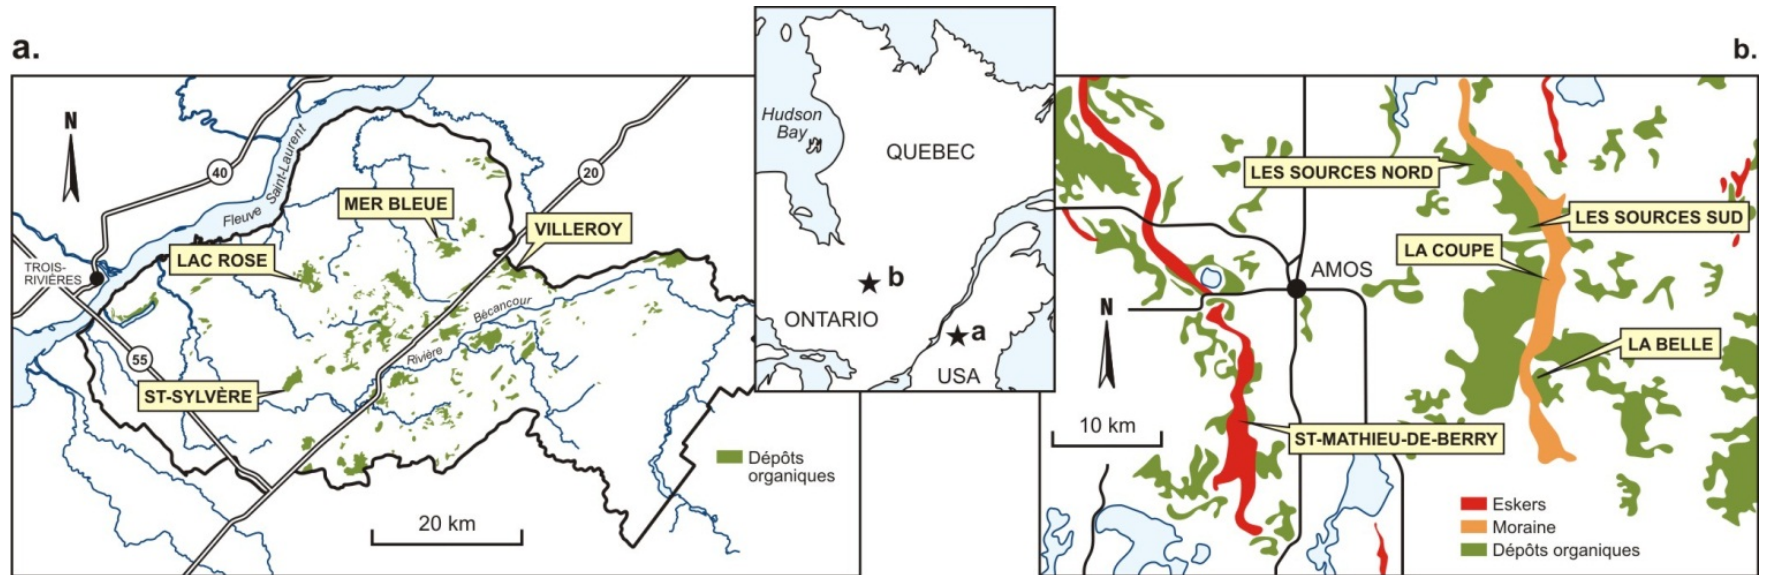 a.
N
40
Fleuve Saint-Laurent
20
MER BLEUE
VILLEROY
LAC ROSE
TROIS-
RIVIÈRES
Rivière Bécancour
55
ST-SYLVÈRE
Dépôts
organiques
20 km
Hudson
Bay
QUEBEC
b
ONTARIO
a
USA
b.
LES SOURCES NORD
LES SOURCES SUD
LA COUPE
AMOS
N
LA BELLE
10 km
ST-MATHIEU-DE-BERRY
Eskers
Moraine
Dépôts organiques